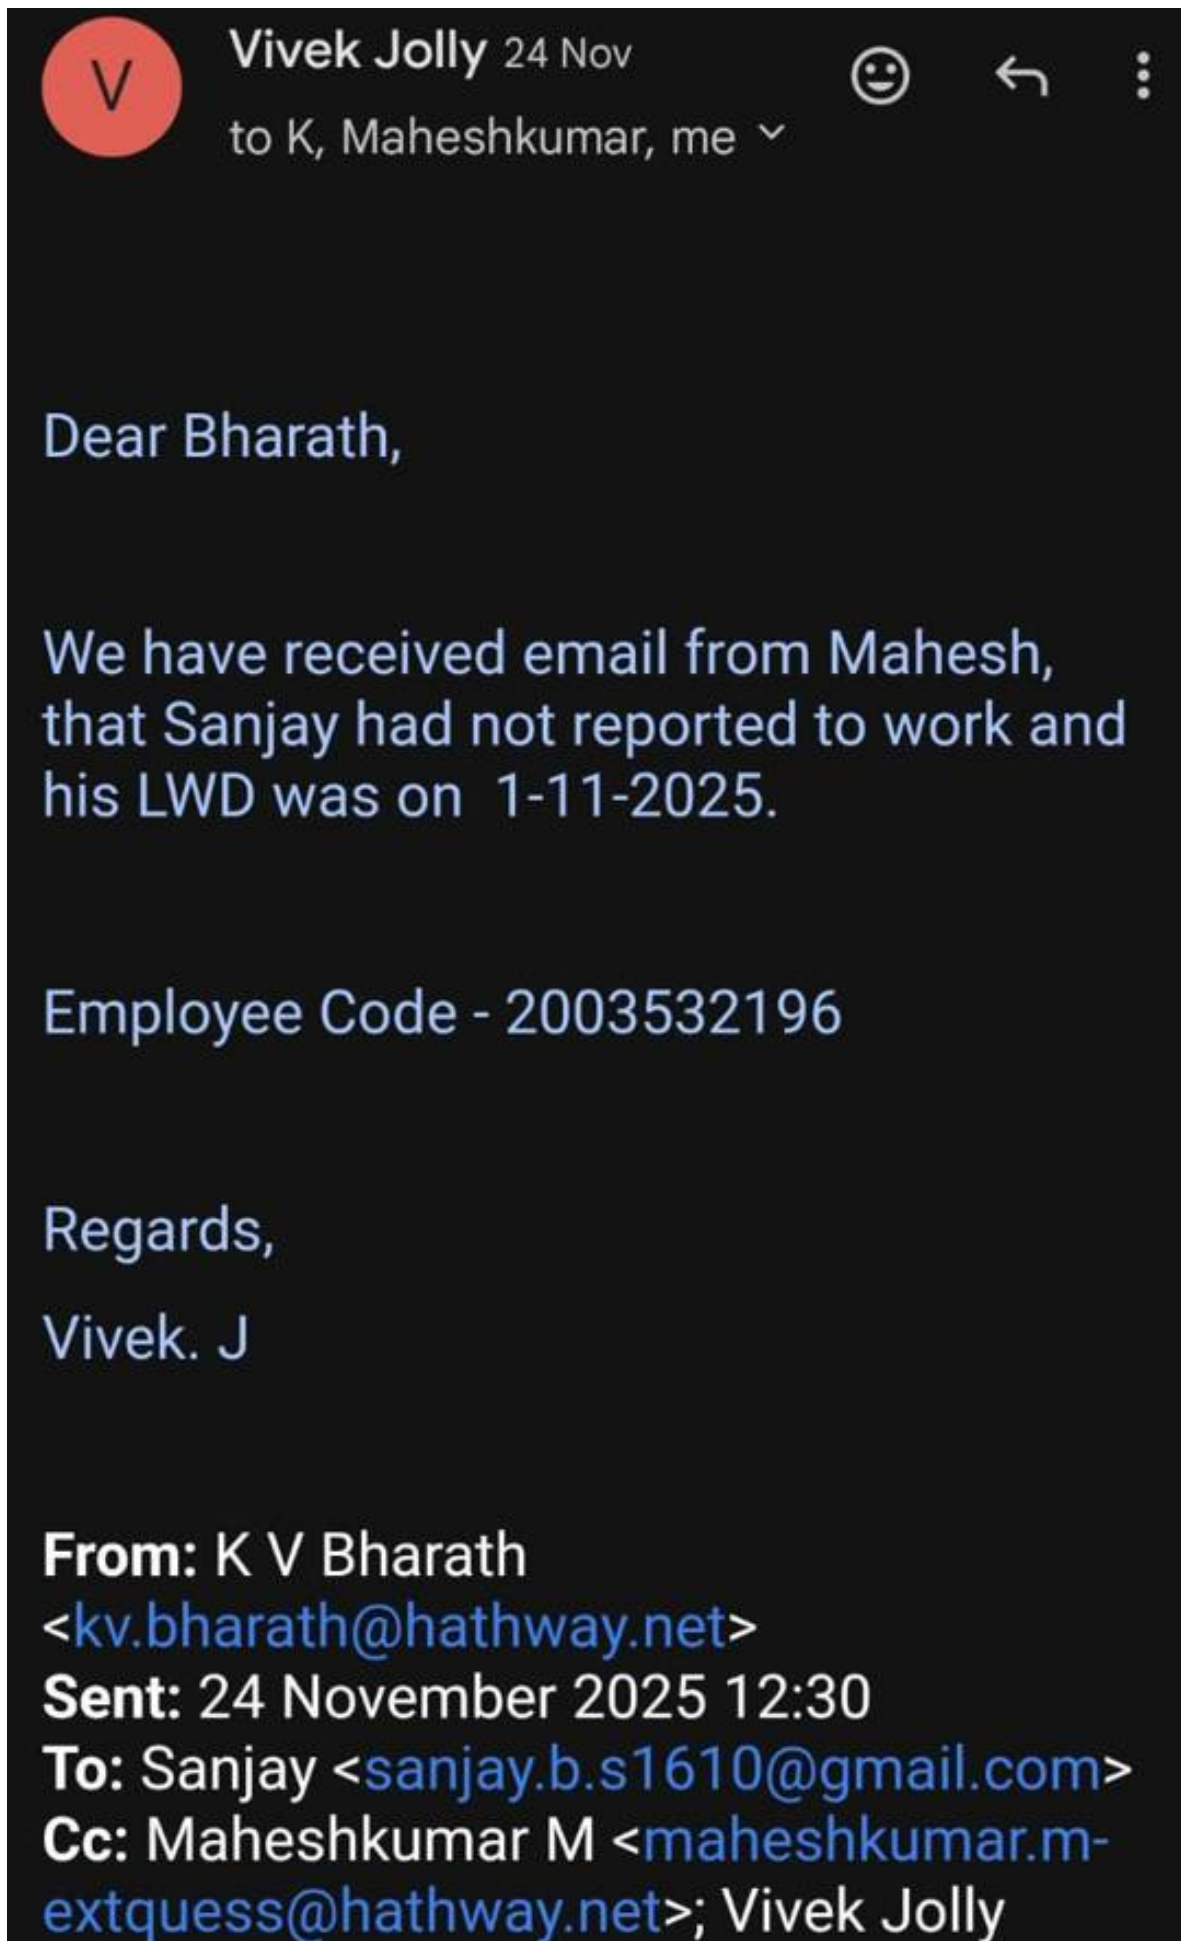 V
Vivek Jolly 24 Nov
to K, Maheshkumar, me
Dear Bharath,
We have received email from Mahesh,
that Sanjay had not reported to work and
his LWD was on 1-11-2025.
Employee Code - 2003532196
Regards,
Vivek. J
From: K V Bharath
<kv.bharath@hathway.net>
Sent: 24 November 2025 12:30
To: Sanjay <sanjay.b.s1610@gmail.com>
Cc: Maheshkumar M <maheshkumar.m-
extquess@hathway.net>; Vivek Jolly